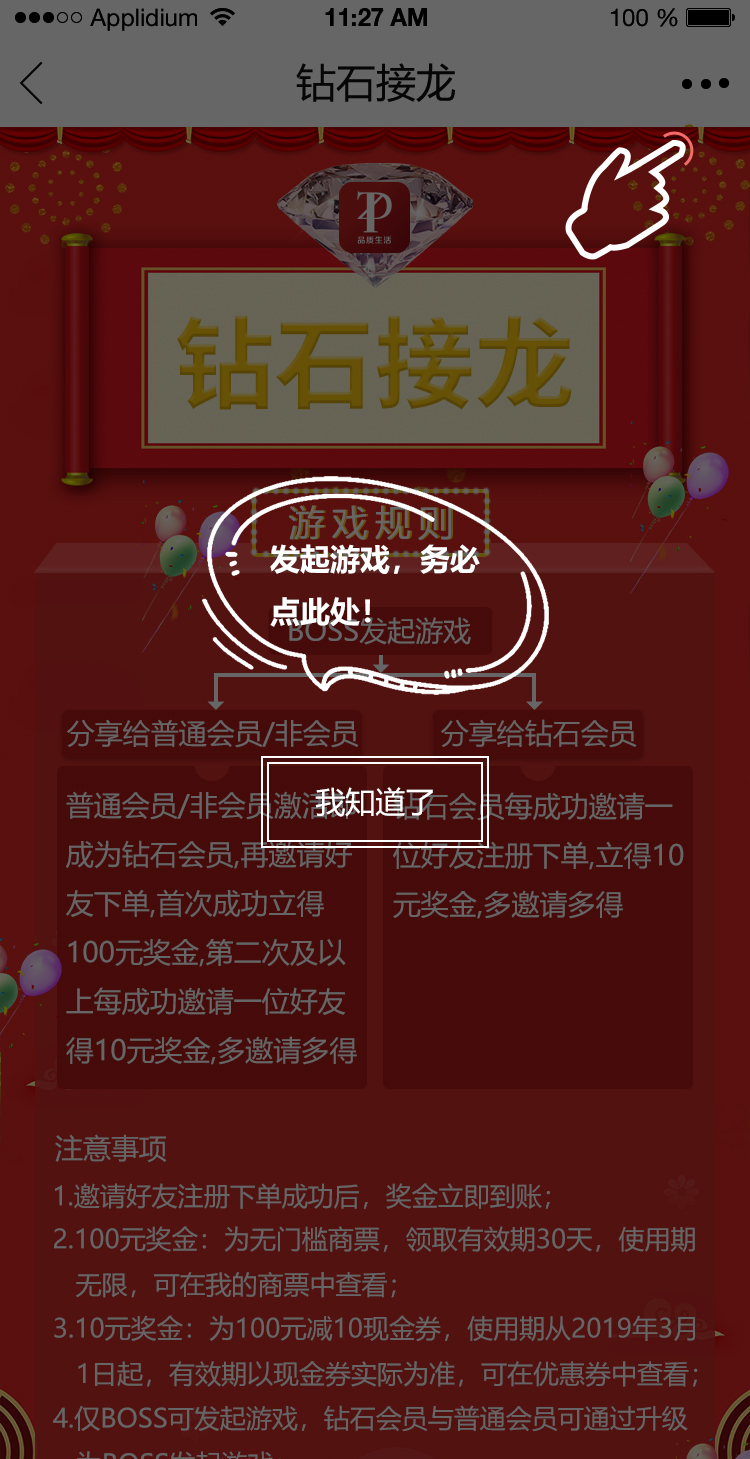 Applidium 11:27 AM 100 %
钻石接龙
P
品质生活
钻石接龙
游戏规则
发起游戏，务必
点此处！
BOSS发起游戏
分享给普通会员/非会员
分享给钻石会员
我知道了
普通会员/非会员激活
成为钻石会员,再邀请好
友下单,首次成功立得
100元奖金,第二次及以
上每成功邀请一位好友
得10元奖金,多邀请多得
钻石会员每成功邀请一
位好友注册下单,立得10
元奖金,多邀请多得
注意事项
1.邀请好友注册下单成功后，奖金立即到账；
2.100元奖金：为无门槛商票，领取有效期30天，使用期
无限，可在我的商票中查看；
3.10元奖金：为100元减10现金券，使用期从2019年3月
1日起，有效期以现金券实际为准，可在优惠券中查看；
4.仅BOSS可发起游戏，钻石会员与普通会员可通过升级
为BOSS发起游戏